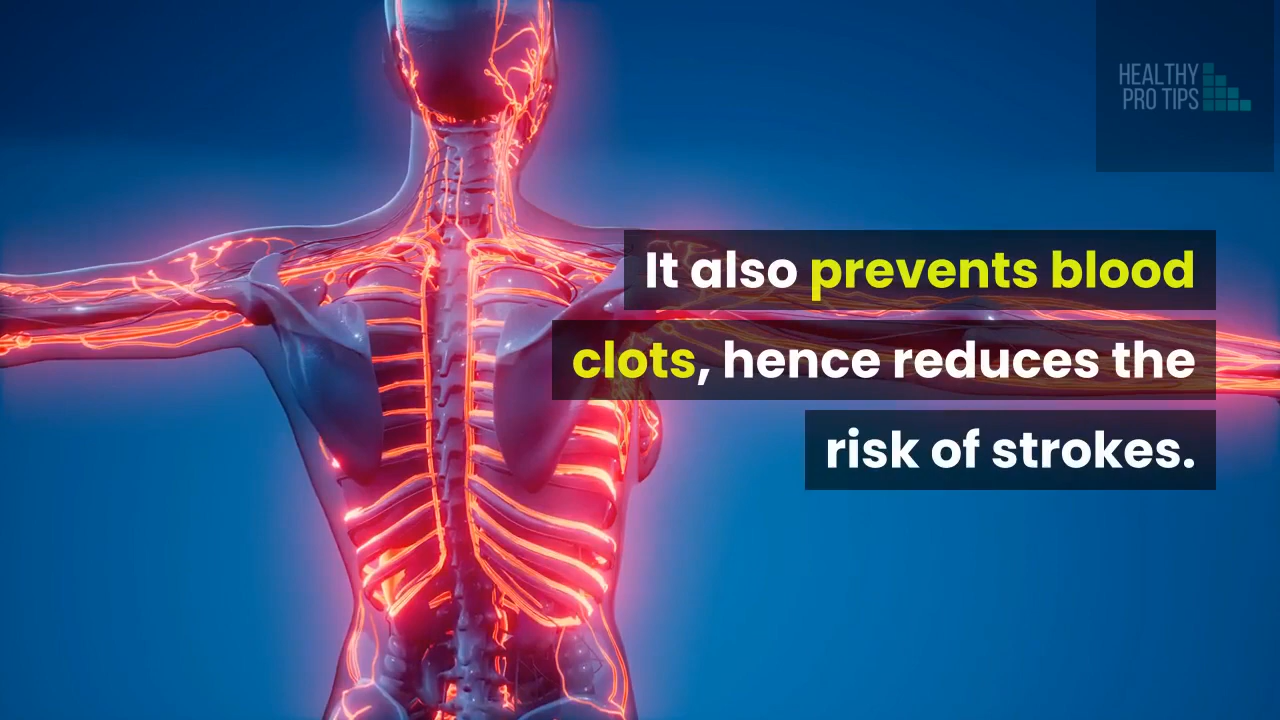 HEALTHY
PRO TIPS
It also prevents blood
clots, hence reduces the
risk of strokes.